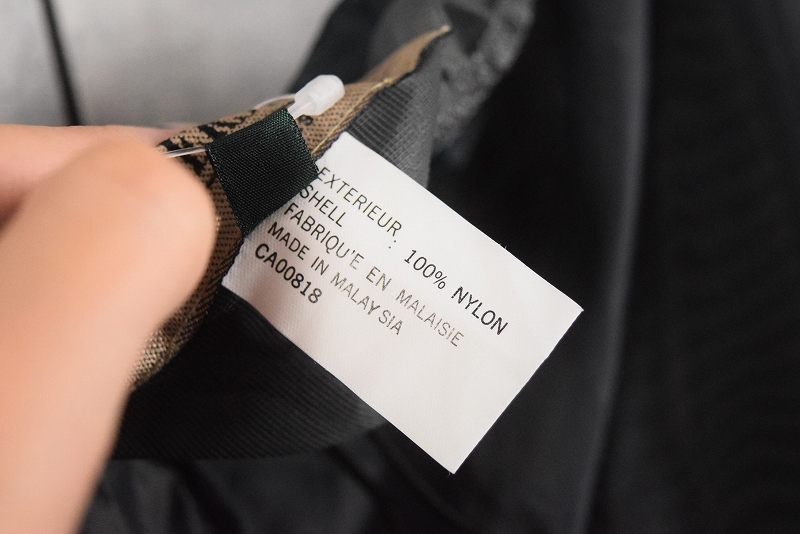 EXTERIEUR
SHELL : 100% NYLON
FABRIQU'E EN MALAISIE
MADE IN MALAYSIA
CA00818